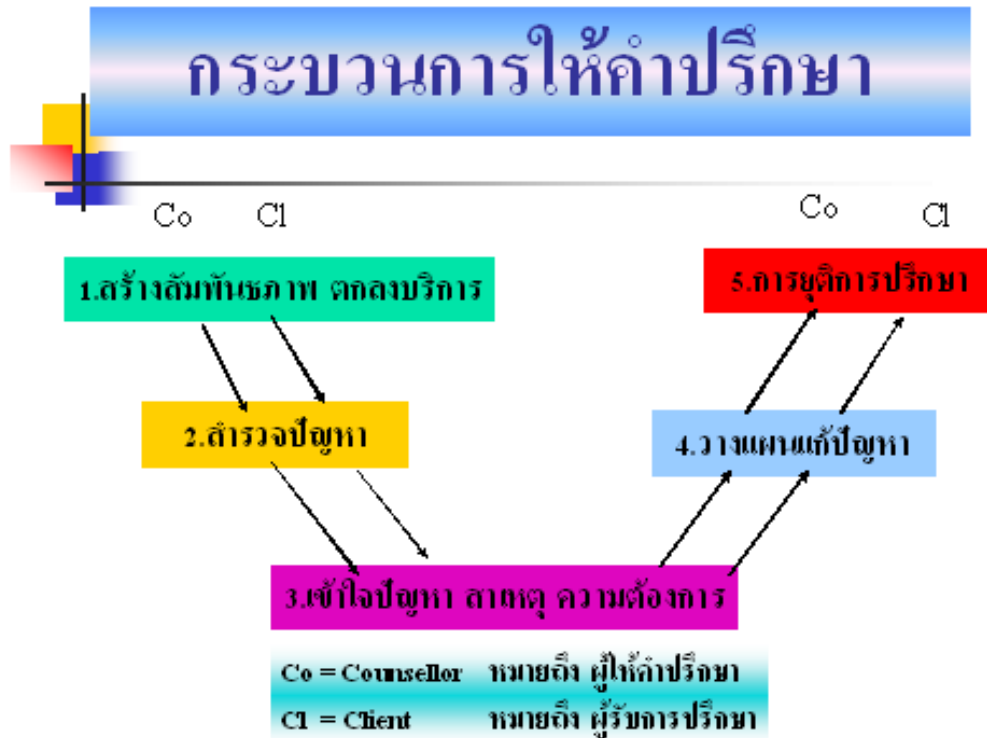 กระบวนการให้คำปรึกษา
Co Cl Co Cl
1.สร้างสัมพันธภาพ ตกลงบริการ
5.การยุติการปรึกษา
2.สำรวจปัญหา
4.วางแผนแก้ปัญหา
3.เข้าใจปัญหา สาเหตุ ความต้องการ
Co = Counsellor หมายถึง ผู้ให้คำปรึกษา
Cl = Client หมายถึง ผู้รับการปรึกษา